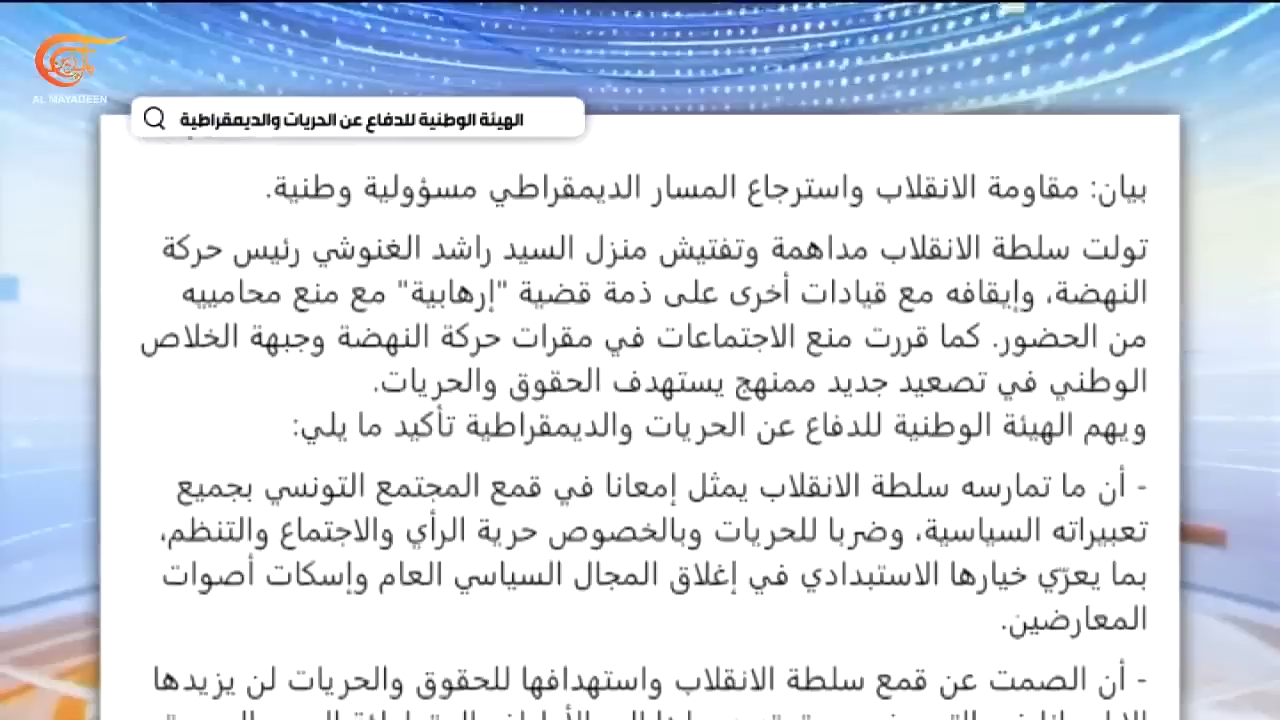 AL MAYADEEN
الهيئة الوطنية للدفاع عن الحريات والديمقراطية
بيان: مقاومة الانقلاب واسترجاع المسار الديمقراطي مسؤولية وطنية.
تولت سلطة الانقلاب مداهمة وتفتيش منزل السيد راشد الغنوشي رئيس حركة
النهضة، وإيقافه مع قيادات أخرى على ذمة قضية "إرهابية" مع منع محامييه
من الحضور. كما قررت منع الاجتماعات في مقرات حركة النهضة وجبهة الخلاص
الوطني في تصعيد جديد ممنهج يستهدف الحقوق والحريات.
ويهم الهيئة الوطنية للدفاع عن الحريات والديمقراطية تأكيد ما يلي:
- أن ما تمارسه سلطة الانقلاب يمثل إمعانا في قمع المجتمع التونسي بجميع
تعبيراته السياسية، وضربا للحريات وبالخصوص حرية الرأي والاجتماع والتنظم،
بما يعرّي خيارها الاستبدادي في إغلاق المجال السياسي العام وإسكات أصوات
المعارضين.
- أن الصمت عن قمع سلطة الانقلاب واستهدافها للحقوق والحريات لن يزيدها